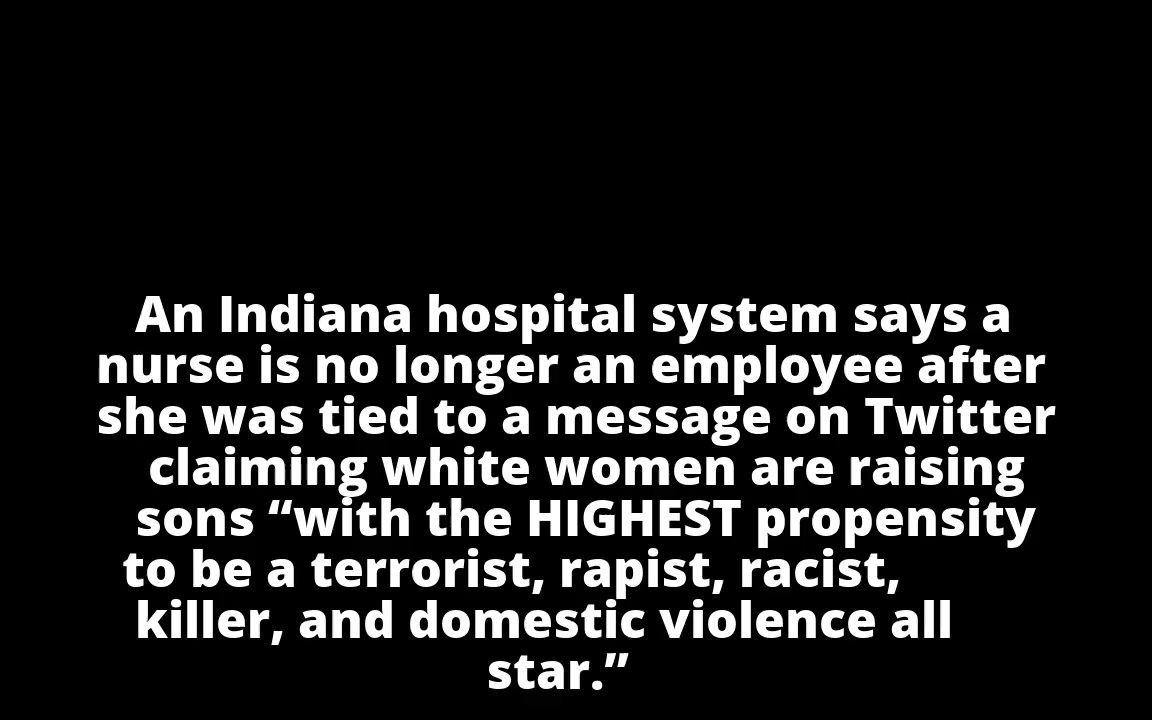 An Indiana hospital system says a
nurse is no longer an employee after
she was tied to a message on Twitter
claiming white women are raising
sons “with the HIGHEST propensity
to be a terrorist, rapist, racist,
killer, and domestic violence all
star.”